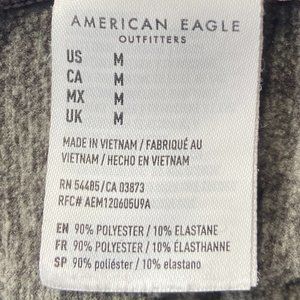 AMERICAN EAGLE
OUTFITTERS
US M
CA M
MX M
UK M
MADE IN VIETNAM / FABRIQUÉ AU
VIETNAM / HECHO EN VIETNAM
RN 54485/CA 03873
RFC# AEM120605U9A
EN 90% POLYESTER / 10% ELASTANE
FR 90% POLYESTER / 10% ÉLASTHANNE
SP 90% poliéster / 10% elastano